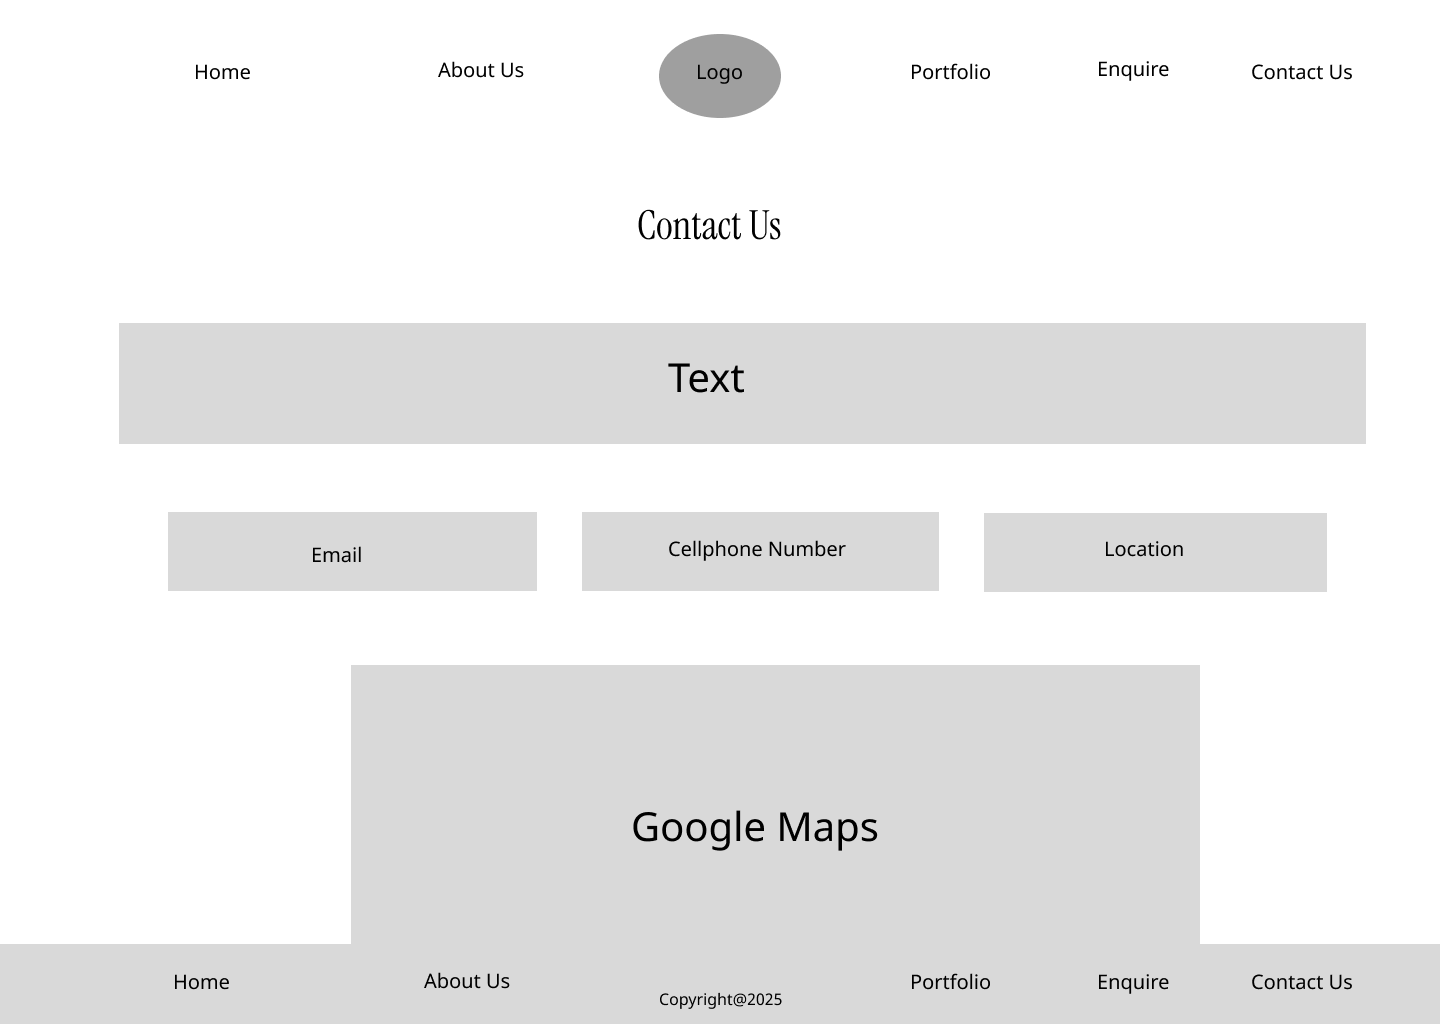 Home
About Us
Logo
Portfolio
Enquire
Contact Us
Contact Us
Text
Email
Cellphone Number
Location
Google Maps
Home
About Us
Copyright@2025
Portfolio
Enquire
Contact Us